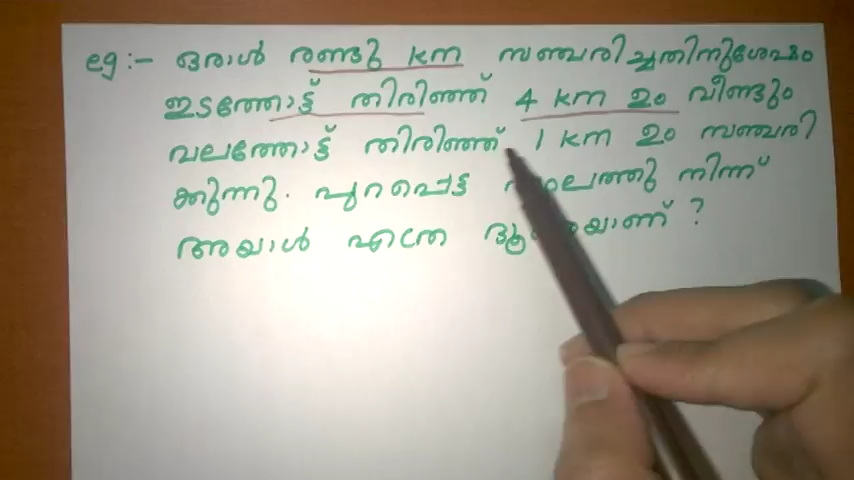 eg :- ഒരാൾ രണ്ടു km സഞ്ചരിച്ചതിനുശേഷം
ഇടത്തോട്ട് തിരിഞ്ഞ് 4 km ഉം വീണ്ടും
വലത്തോട്ട് തിരിഞ്ഞ് 1 km ഉം സഞ്ചരി
ക്കുന്നു. പുറപ്പെട്ട നിന്ന്
അയാൾ എത്ര ?